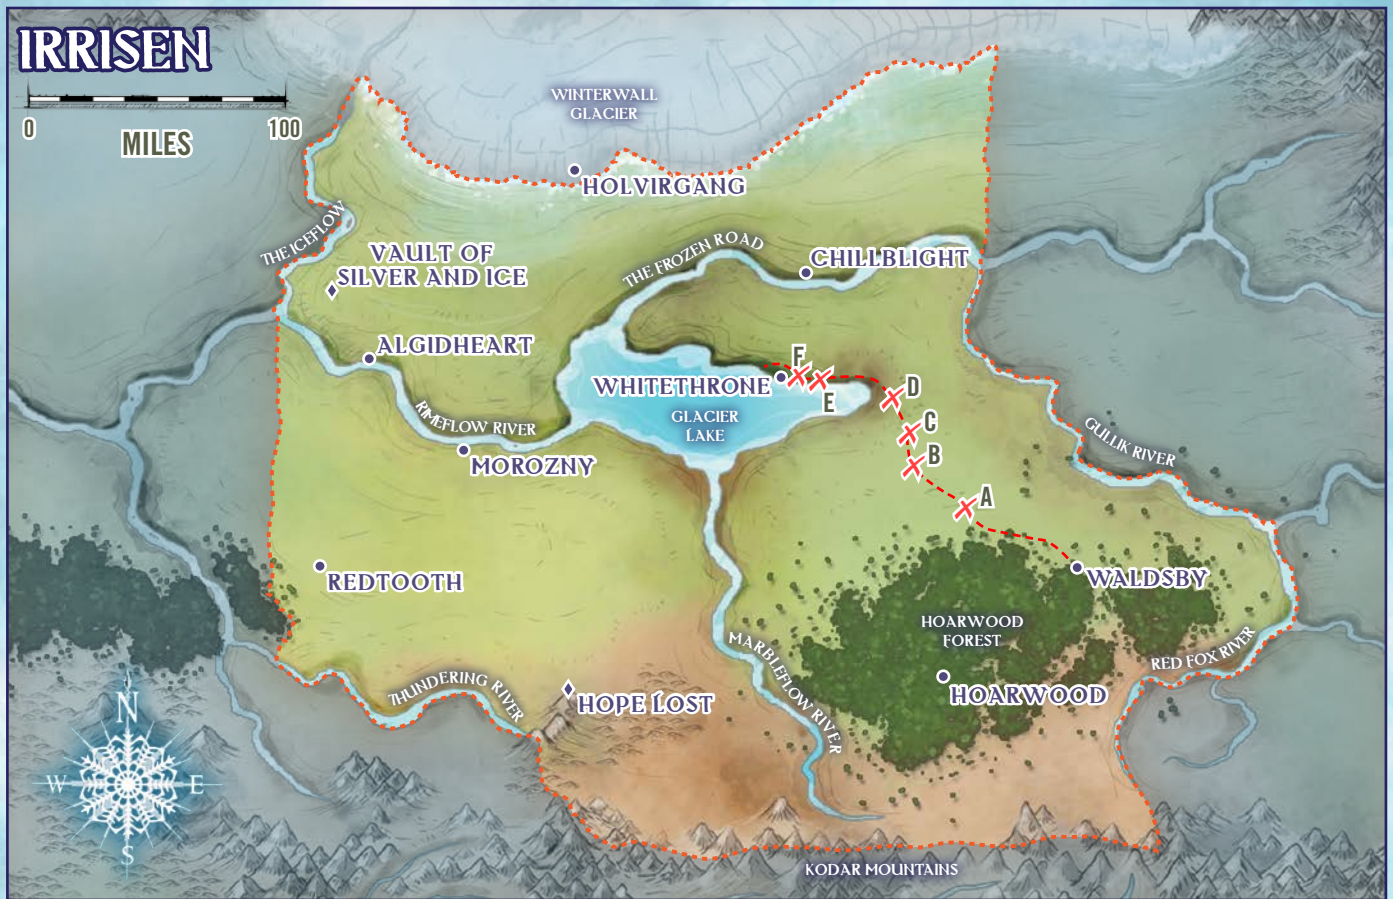 IRRISEN
0 100
MILES
WINTERWALL
GLACIER
HOLVIRGANG
THE ICEFLOW
VAULT OF
SILVER AND ICE
THE FROZEN ROAD
CHILLBLIGHT
ALGIDHEART
WHITETHRONE
F
E
D
GLACIER
LAKE
C
RIMEFLOW RIVER
GULLIK RIVER
B
MOROZNY
A
REDTOOTH
WALDSBY
HOARWOOD
FOREST
MARBLEFLOW RIVER
RED FOX RIVER
THUNDERING RIVER
HOPE LOST
HOARWOOD
N
W E
S
KODAR MOUNTAINS